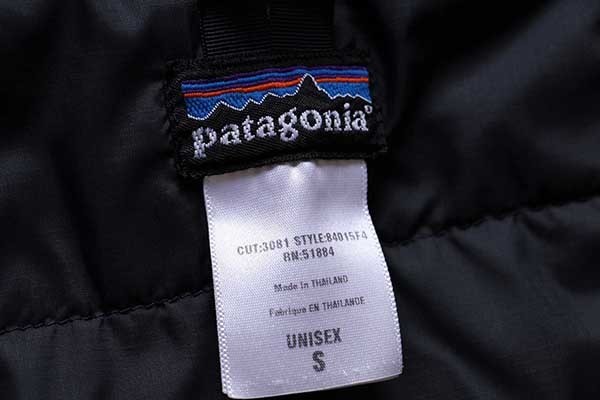 patagonia®
CUT:3081 STYLE:84015F4
RN:51884
Made in THAILAND
Fabriqué EN THAILANDE
UNISEX
S